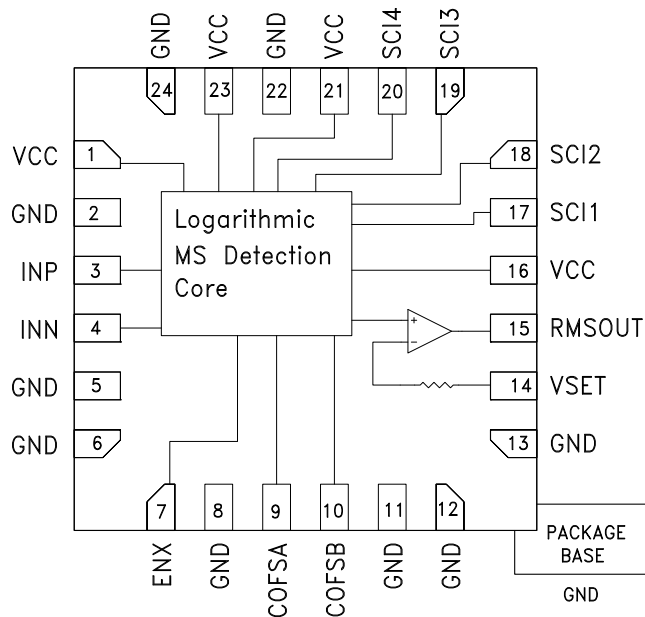 GND VCC GND VCC SCI4 SCI3
24 23 22 21 20 19
VCC 1
GND 2
INP 3
INN 4
GND 5
GND 6
18 SCI2
17 SCI1
16 VCC
15 RMSOUT
14 VSET
13 GND
Logarithmic
MS Detection
Core
+
−
7 8 9 10 11 12
ENX GND COFSA COFSB GND GND
PACKAGE
BASE
GND